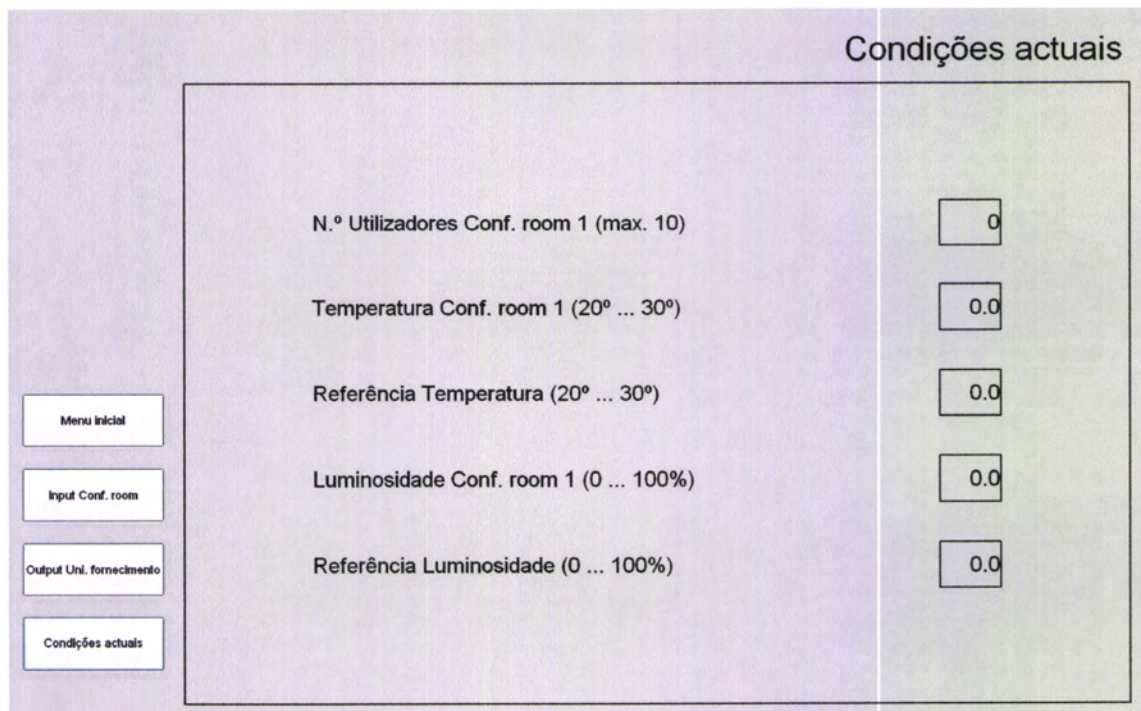 Condições actuais
N.º Utilizadores Conf. room 1 (max. 10)
0
Temperatura Conf. room 1 (20º ... 30º)
0.0
Referência Temperatura (20º ... 30º)
0.0
Luminosidade Conf. room 1 (0 ... 100%)
0.0
Referência Luminosidade (0 ... 100%)
0.0
Menu inicial
Input Conf. room
Output Uni. fornecimento
Condições actuais